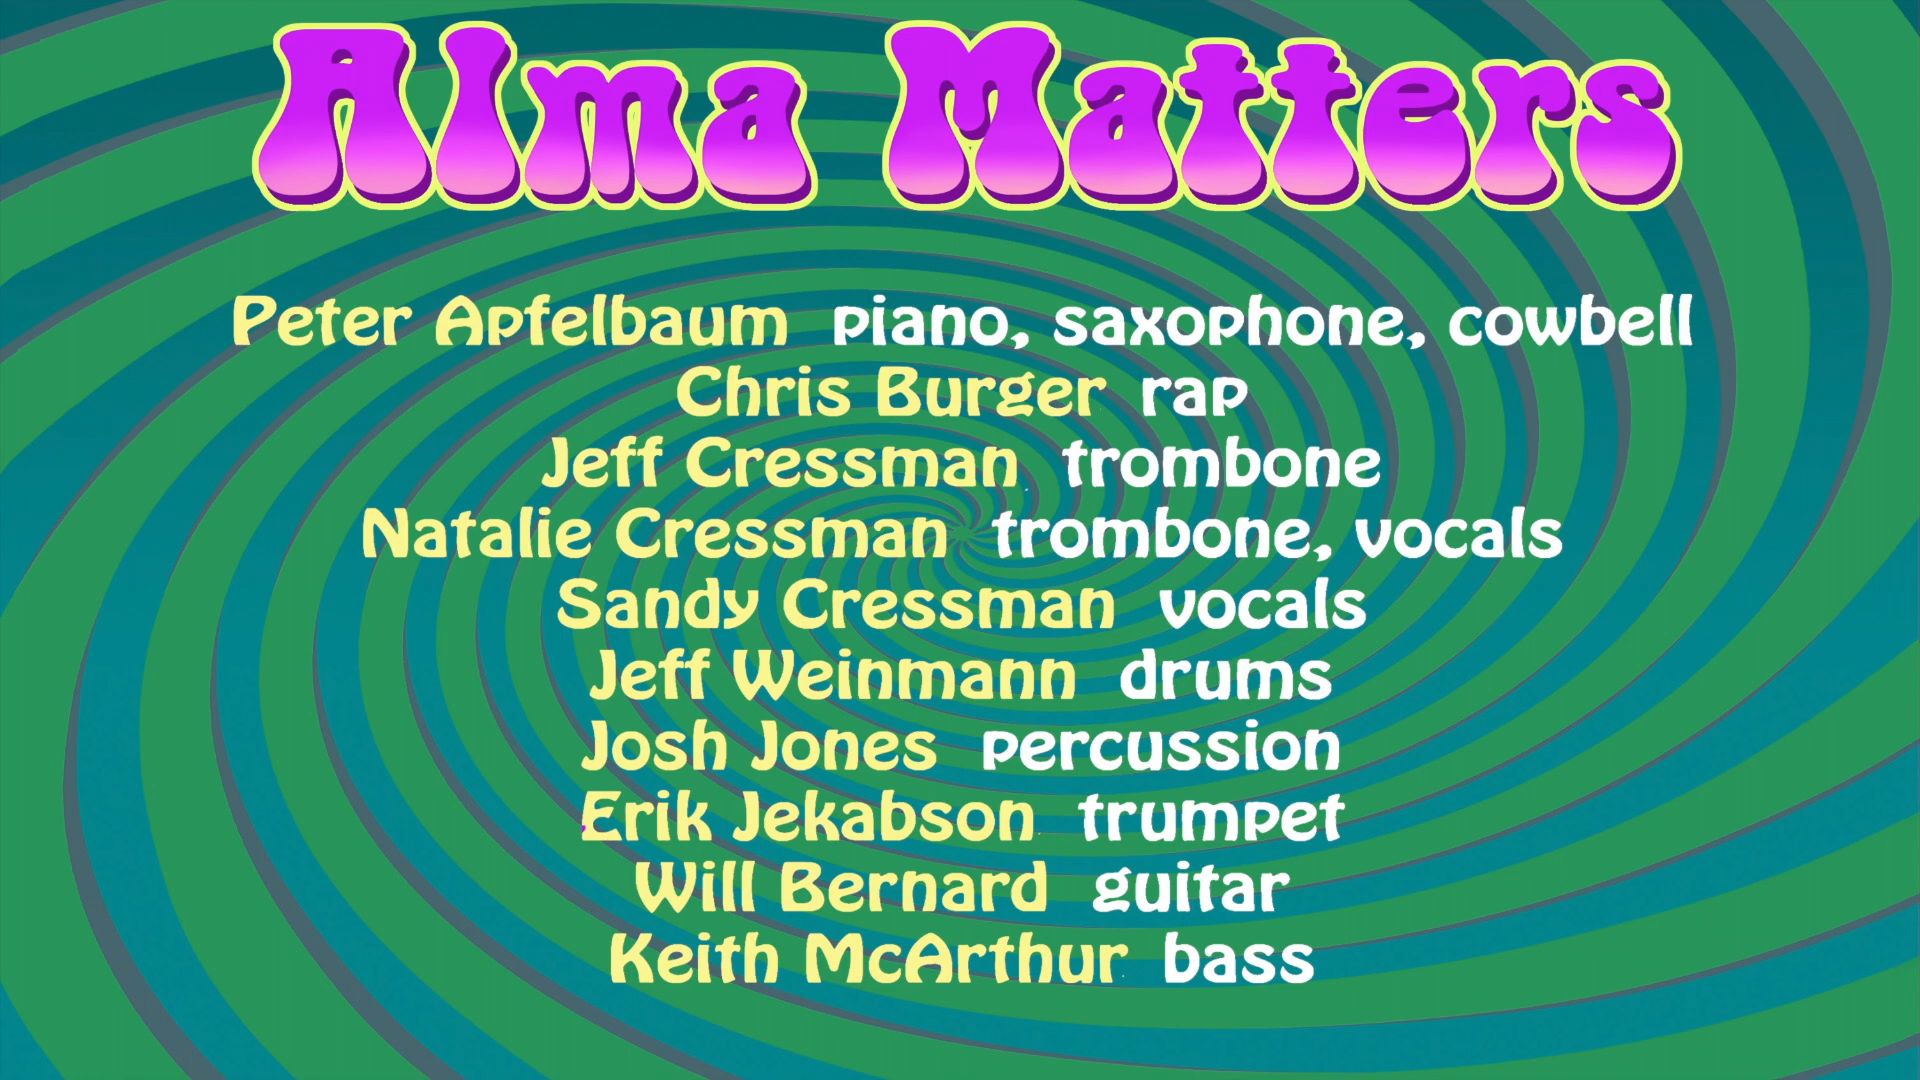 Alma Matters
Peter Apfelbaum piano, saxophone, cowbell
Chris Burger rap
Jeff Cressman trombone
Natalie Cressman trombone, vocals
Sandy Cressman vocals
Jeff Weinmann drums
Josh Jones percussion
Erik Jekabson trumpet
Will Bernard guitar
Keith McArthur bass